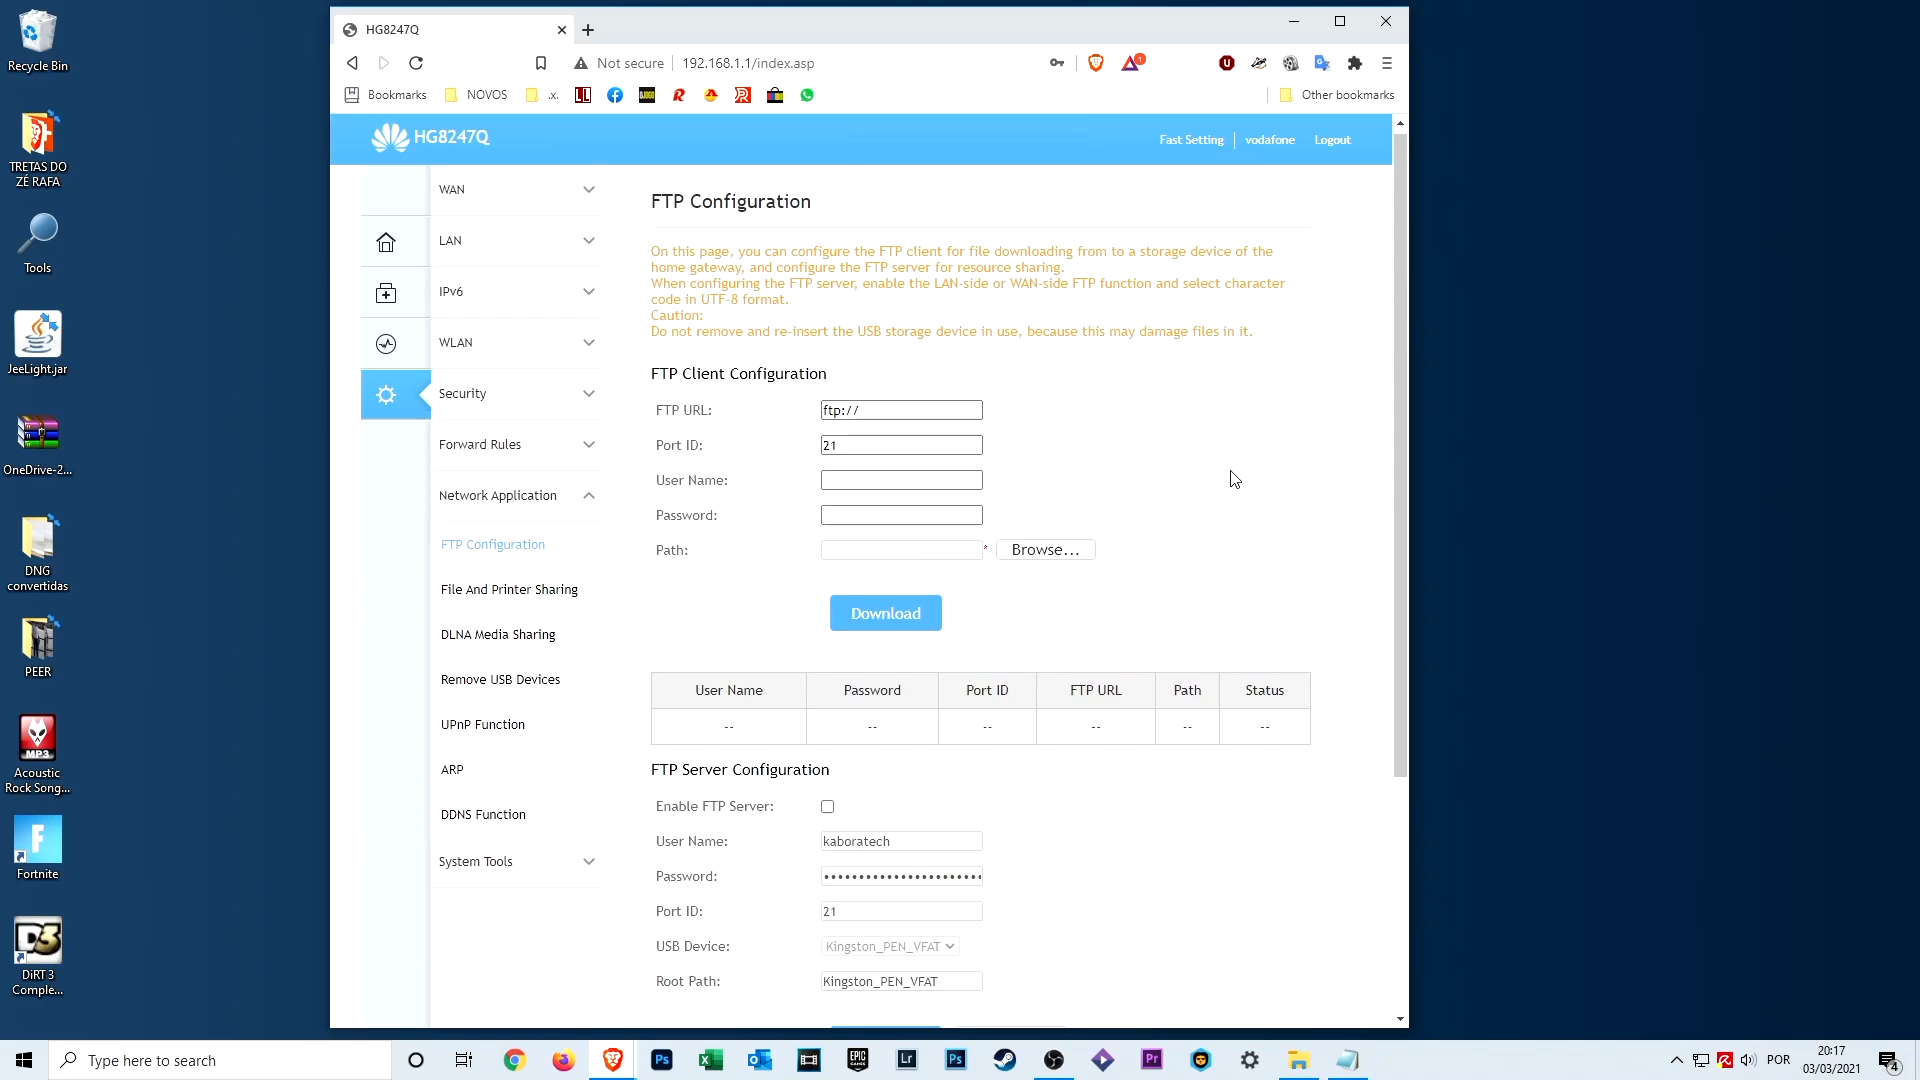 Recycle Bin
TRETAS DO
ZÉ RAFA
Tools
JeeLight.jar
OneDrive-2...
DNG
convertidas
PEER
MP3
Acoustic
Rock Song...
Fortnite
DiRT 3
Comple...
HG8247Q
Not secure
192.168.1.1/index.asp
1
Bookmarks
NOVOS
.x.
Other bookmarks
HG8247Q
Fast Setting
vodafone
Logout
WAN
LAN
IPv6
WLAN
Security
Forward Rules
Network Application
FTP Configuration
File And Printer Sharing
DLNA Media Sharing
Remove USB Devices
UPnP Function
ARP
DDNS Function
System Tools
FTP Configuration
On this page, you can configure the FTP client for file downloading from to a storage device of the
home gateway, and configure the FTP server for resource sharing.
When configuring the FTP server, enable the LAN-side or WAN-side FTP function and select character
code in UTF-8 format.
Caution:
Do not remove and re-insert the USB storage device in use, because this may damage files in it.
FTP Client Configuration
FTP URL: ftp://
Port ID: 21
User Name:
Password:
Path: * Browse...
Download
User Name Password Port ID FTP URL Path Status
-- -- -- -- -- --
FTP Server Configuration
Enable FTP Server:
User Name: kaboratech
Password: •••••••••••••••••••••••
Port ID: 21
USB Device: Kingston_PEN_VFAT
Root Path: Kingston_PEN_VFAT
Type here to search
Ps
EPIC
GAMES
Lr
Ps
Pr
POR
20:17
03/03/2021
4